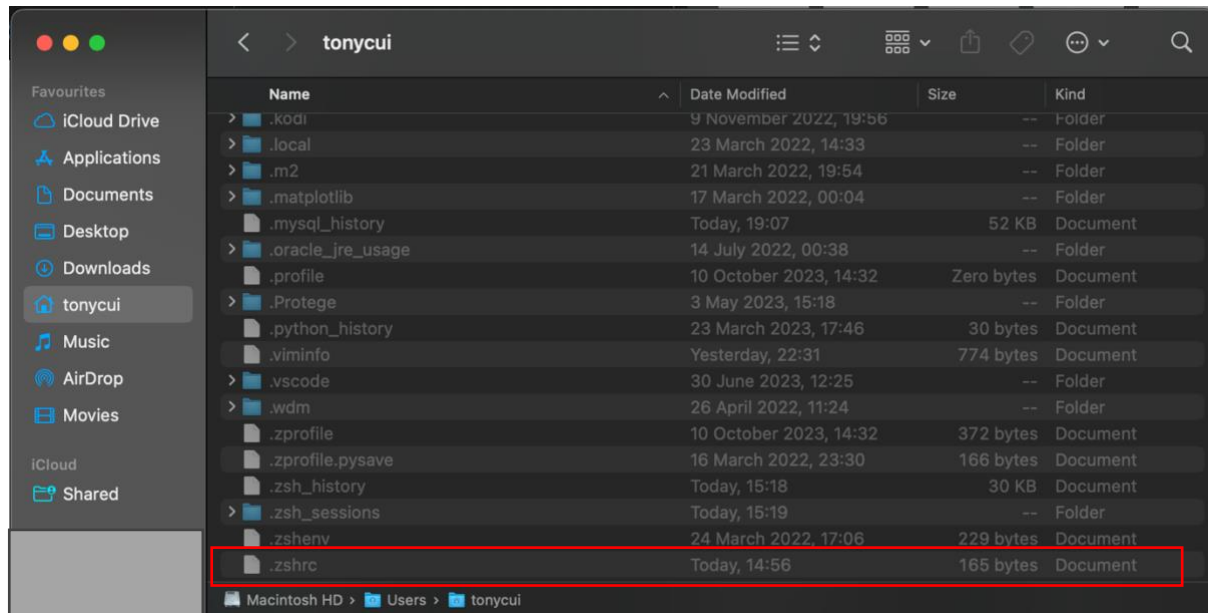 tonycui
Favourites
iCloud Drive
Applications
Documents
Desktop
Downloads
tonycui
Music
AirDrop
Movies
iCloud
Shared
Name Date Modified Size Kind
.kodi 9 November 2022, 19:56 -- Folder
.local 23 March 2022, 14:33 -- Folder
.m2 21 March 2022, 19:54 -- Folder
.matplotlib 17 March 2022, 00:04 -- Folder
.mysql_history Today, 19:07 52 KB Document
.oracle_jre_usage 14 July 2022, 00:38 -- Folder
.profile 10 October 2023, 14:32 Zero bytes Document
.Protege 3 May 2023, 15:18 -- Folder
.python_history 23 March 2023, 17:46 30 bytes Document
.viminfo Yesterday, 22:31 774 bytes Document
.vscode 30 June 2023, 12:25 -- Folder
.wdm 26 April 2022, 11:24 -- Folder
.zprofile 10 October 2023, 14:32 372 bytes Document
.zprofile.pysave 16 March 2022, 23:30 166 bytes Document
.zsh_history Today, 15:18 30 KB Document
.zsh_sessions Today, 15:19 -- Folder
.zshenv 24 March 2022, 17:06 229 bytes Document
.zshrc Today, 14:56 165 bytes Document
Macintosh HD › Users › tonycui